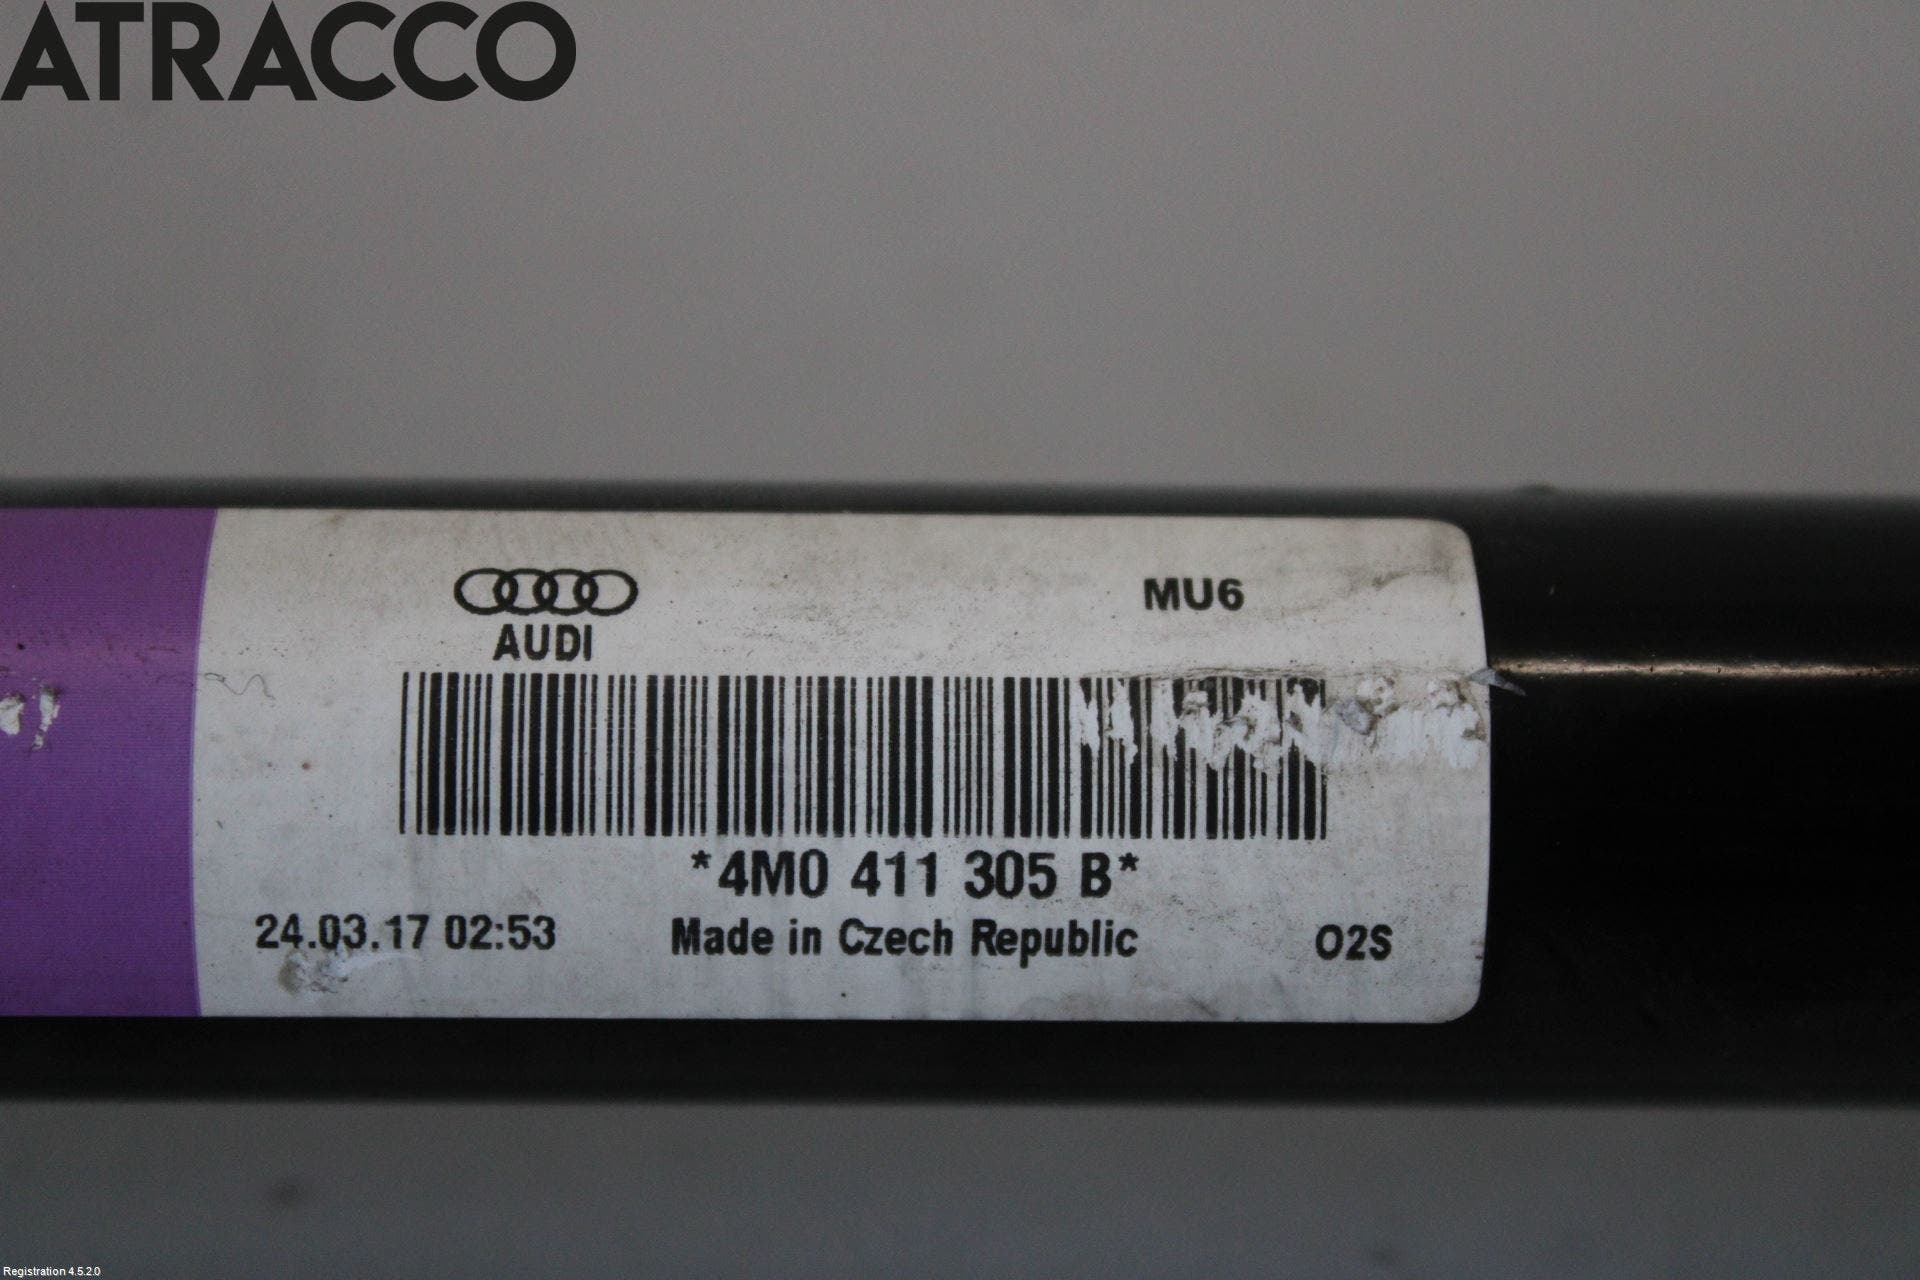 ATRACCO
MU6
AUDI
*4M0 411 305 B*
24.03.17 02:53 Made in Czech Republic O2S
Registration 4.5.2.0